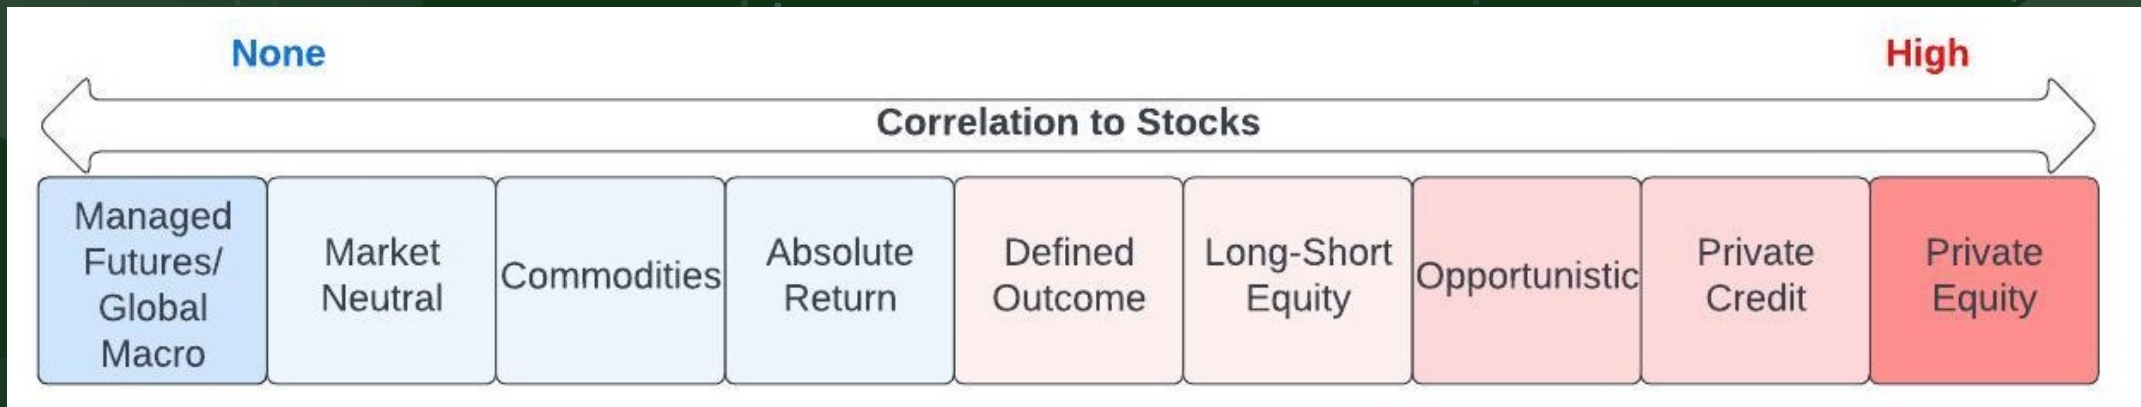 None
High
Correlation to Stocks
Managed
Futures/
Global
Macro
Market
Neutral
Commodities
Absolute
Return
Defined
Outcome
Long-Short
Equity
Opportunistic
Private
Credit
Private
Equity